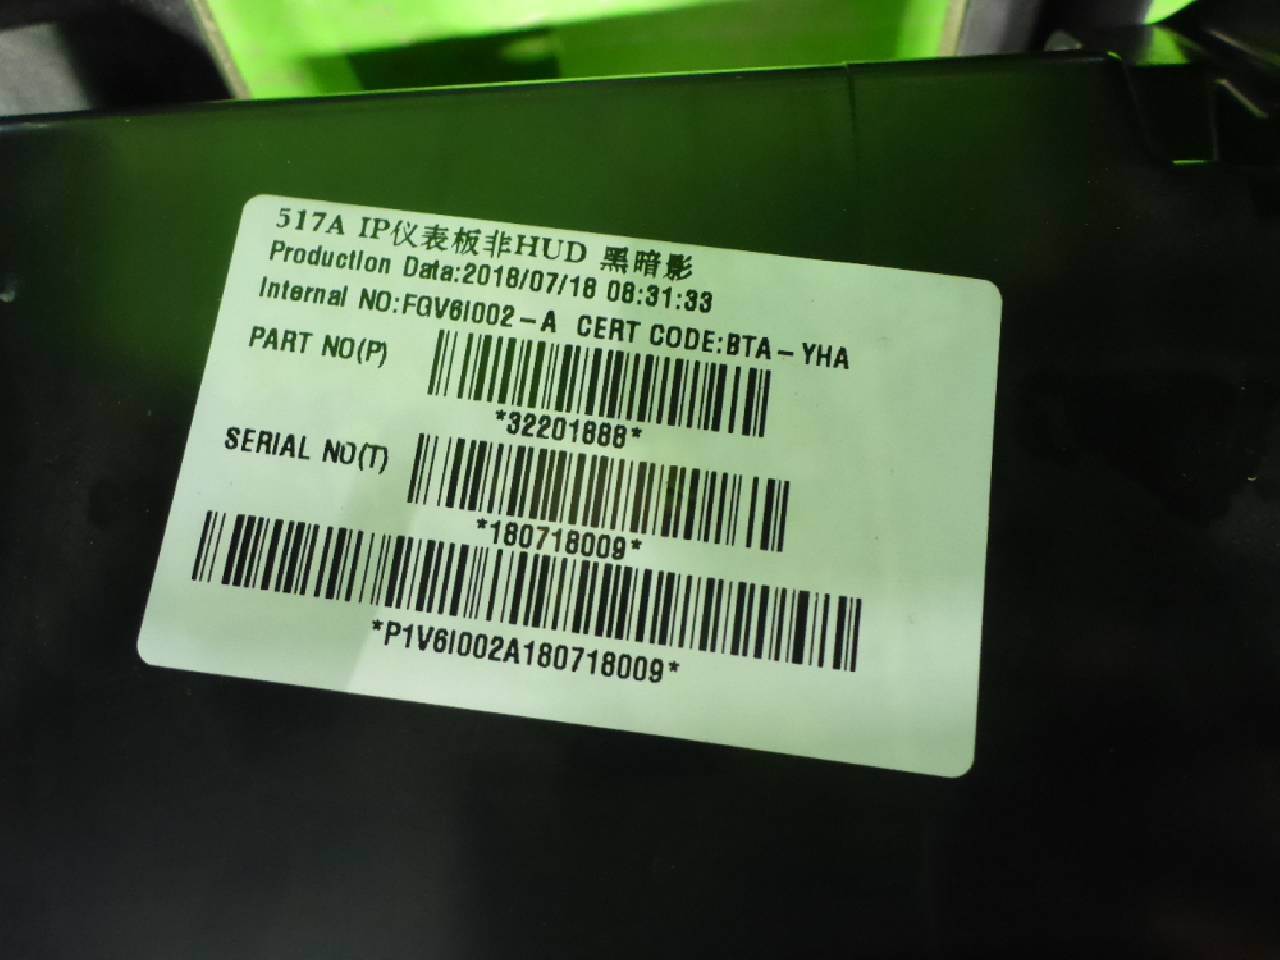 517A IP仪表板非HUD 黑暗影
Production Data:2018/07/18 08:31:33
Internal NO:FGV6I002-A CERT CODE:BTA-YHA
PART NO(P)
*32201888*
SERIAL NO(T)
*180718009*
*P1V6I002A180718009*